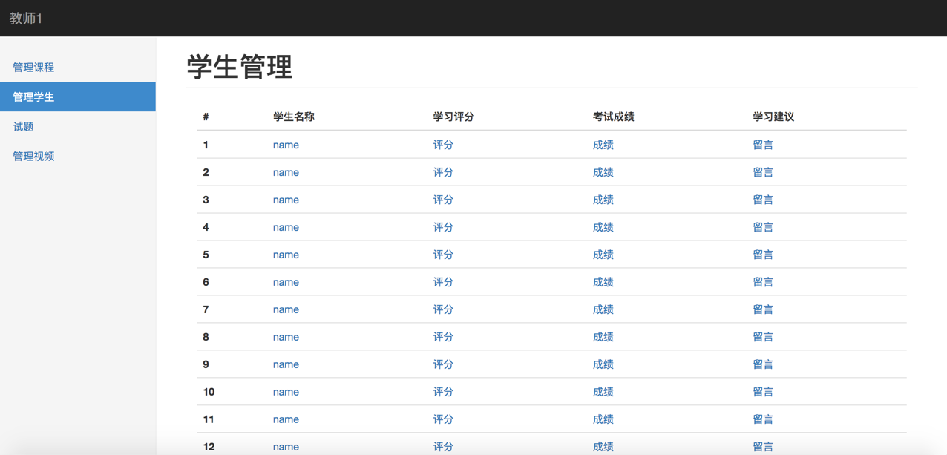 教师1
管理课程
管理学生
试题
管理视频
学生管理
# 学生名称 学习评分 考试成绩 学习建议
1 name 评分 成绩 留言
2 name 评分 成绩 留言
3 name 评分 成绩 留言
4 name 评分 成绩 留言
5 name 评分 成绩 留言
6 name 评分 成绩 留言
7 name 评分 成绩 留言
8 name 评分 成绩 留言
9 name 评分 成绩 留言
10 name 评分 成绩 留言
11 name 评分 成绩 留言
12 name 评分 成绩 留言